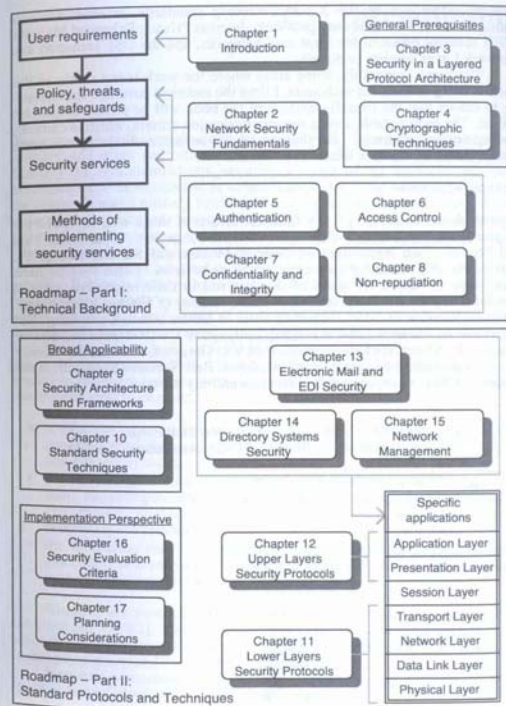 User requirements
Policy, threats,
and safeguards
Security services
Methods of
implementing
security services
Chapter 1
Introduction
Chapter 2
Network Security
Fundamentals
General Prerequisites
Chapter 3
Security in a Layered
Protocol Architecture
Chapter 4
Cryptographic
Techniques
Chapter 5
Authentication
Chapter 6
Access Control
Chapter 7
Confidentiality and
Integrity
Chapter 8
Non-repudiation
Roadmap – Part I:
Technical Background
Broad Applicability
Chapter 9
Security Architecture
and Frameworks
Chapter 10
Standard Security
Techniques
Chapter 13
Electronic Mail and
EDI Security
Chapter 14
Directory Systems
Security
Chapter 15
Network
Management
Implementation Perspective
Chapter 16
Security Evaluation
Criteria
Chapter 17
Planning
Considerations
Chapter 12
Upper Layers
Security Protocols
Chapter 11
Lower Layers
Security Protocols
Specific
applications
Application Layer
Presentation Layer
Session Layer
Transport Layer
Network Layer
Data Link Layer
Physical Layer
Roadmap – Part II:
Standard Protocols and Techniques